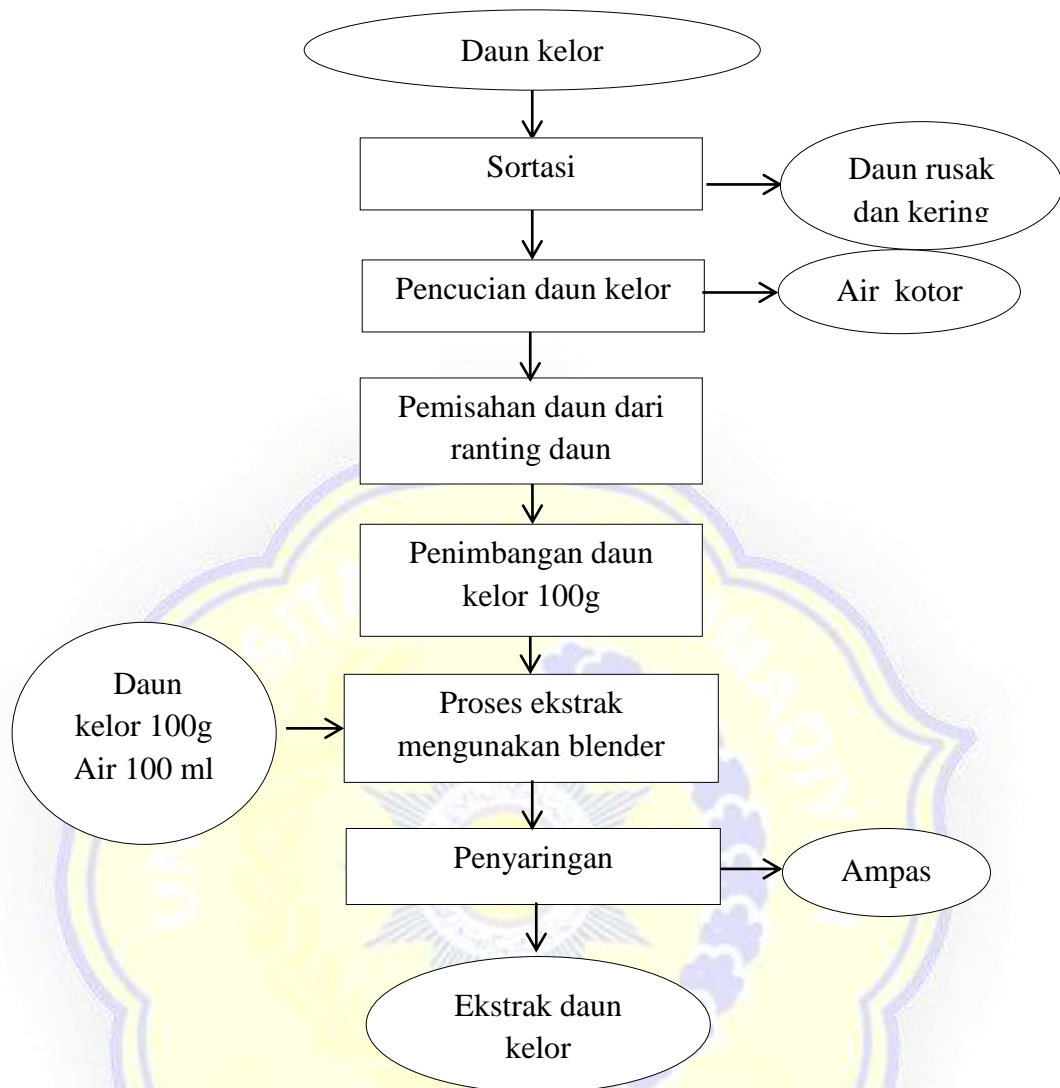 Daun kelor
Sortasi
Daun rusak
dan kering
Pencucian daun kelor
Air kotor
Pemisahan daun dari
ranting daun
Penimbangan daun
kelor 100g
Daun
kelor 100g
Air 100 ml
Proses ekstrak
mengunakan blender
Penyaringan
Ampas
Ekstrak daun
kelor